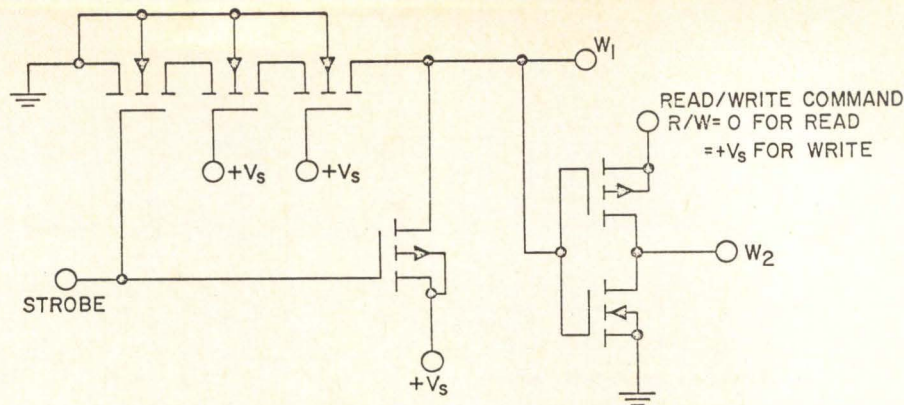 W1
READ/WRITE COMMAND
R/W=0 FOR READ
=+Vs FOR WRITE
+Vs
+Vs
W2
STROBE
+Vs